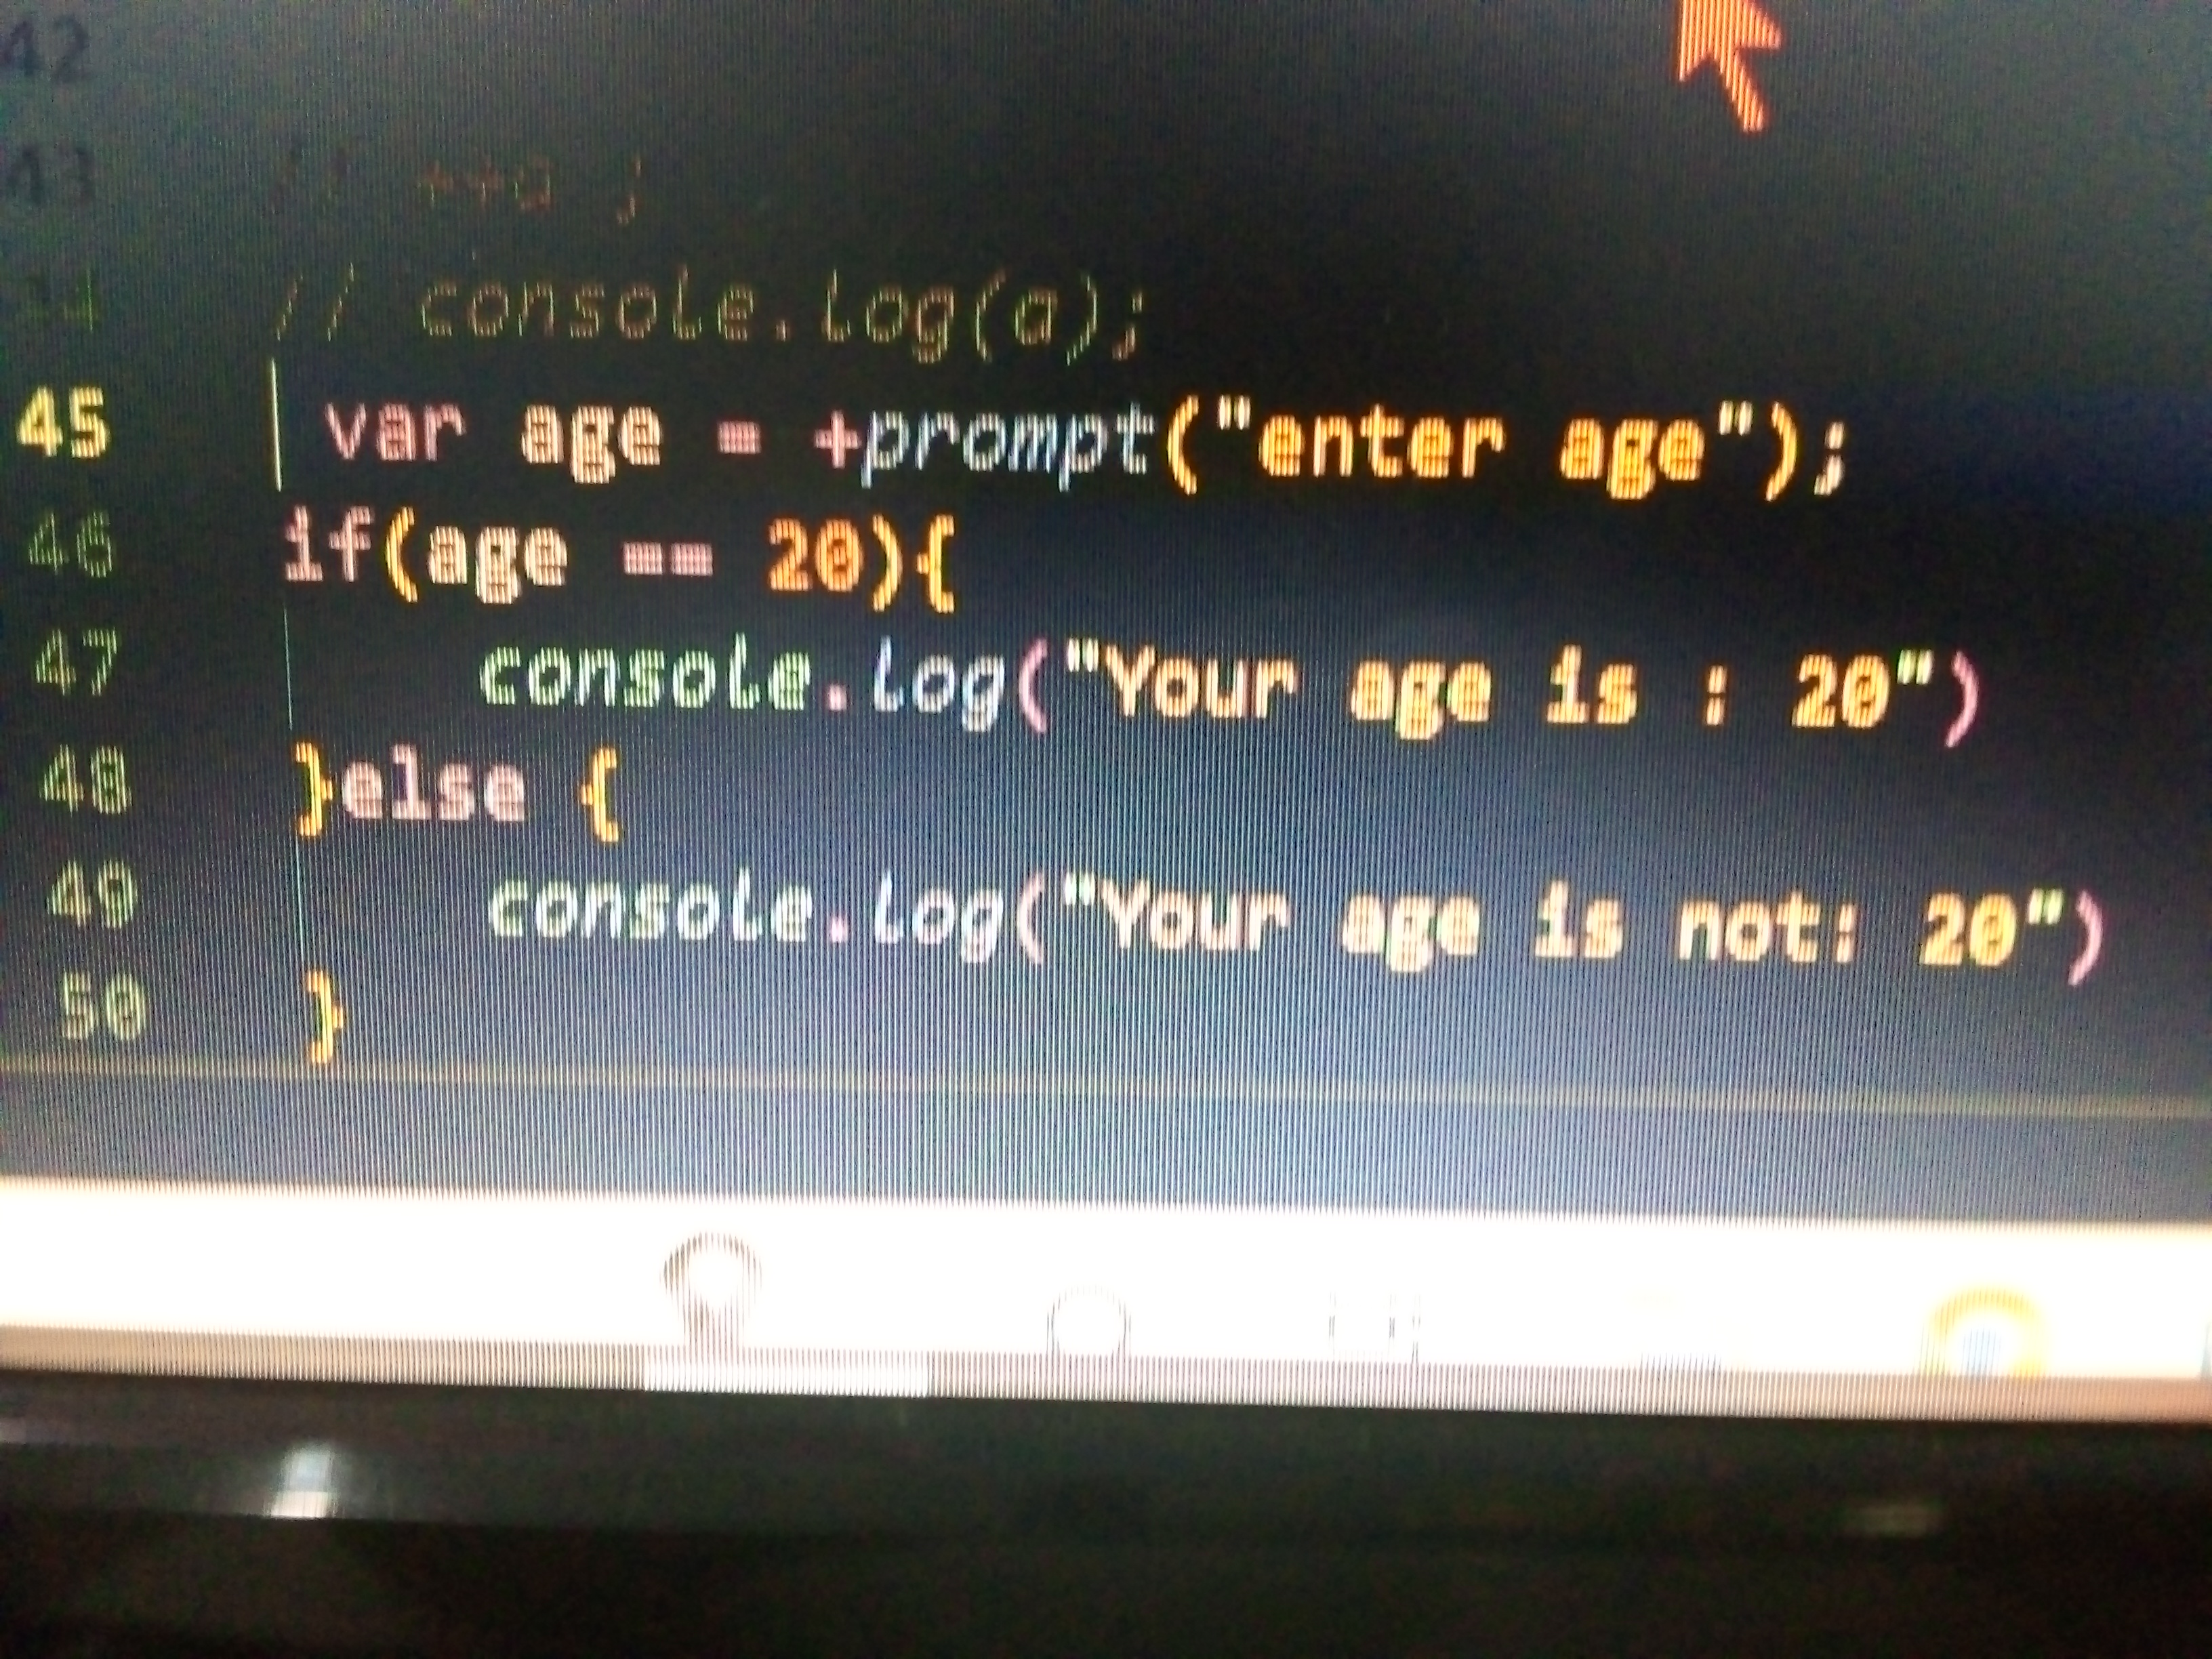 42
43 // ++a ;
44 // console.log(a);
45 var age = +prompt("enter age");
46 if(age == 20){
47 console.log("Your age is : 20")
48 }else {
49 console.log("Your age is not: 20")
50 }